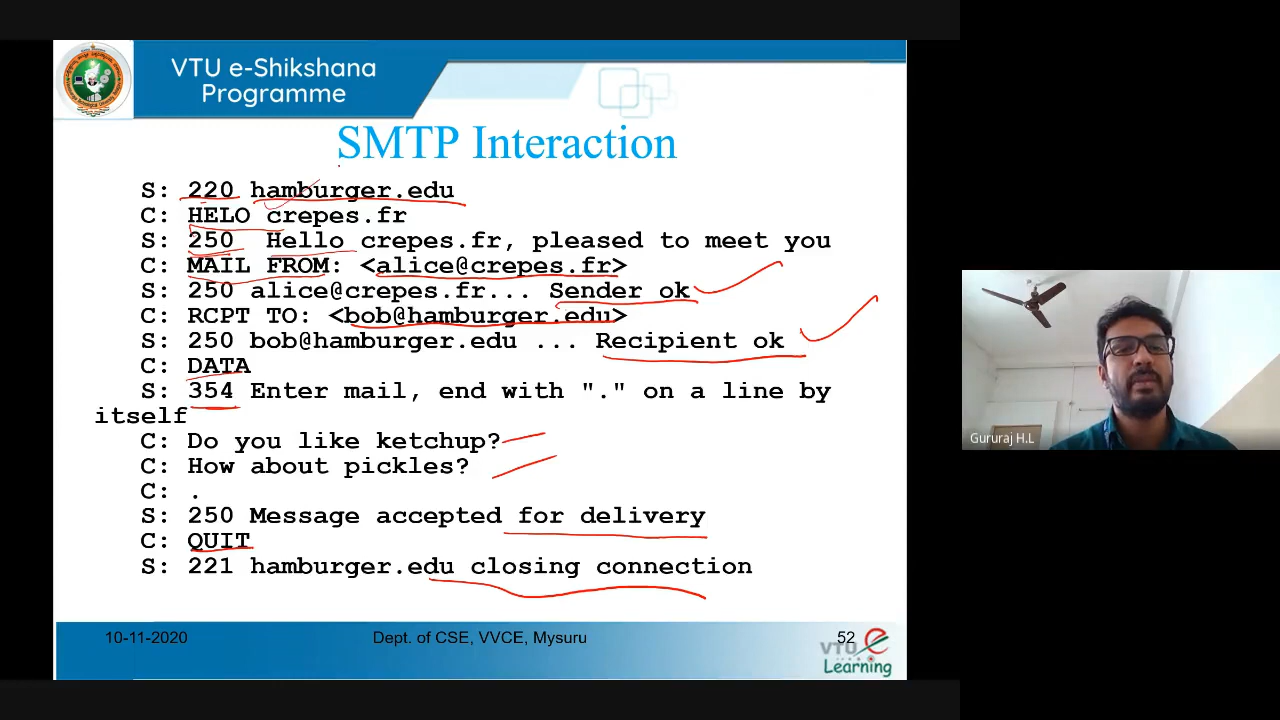 VTU e-Shikshana
Programme
SMTP Interaction
S: 220 hamburger.edu
C: HELO crepes.fr
S: 250 Hello crepes.fr, pleased to meet you
C: MAIL FROM: <alice@crepes.fr>
S: 250 alice@crepes.fr... Sender ok
C: RCPT TO: <bob@hamburger.edu>
S: 250 bob@hamburger.edu ... Recipient ok
C: DATA
S: 354 Enter mail, end with "." on a line by
itself
C: Do you like ketchup?
C: How about pickles?
C: .
S: 250 Message accepted for delivery
C: QUIT
S: 221 hamburger.edu closing connection
10-11-2020 Dept. of CSE, VVCE, Mysuru 52
VTU e
Learning
Gururaj H.L